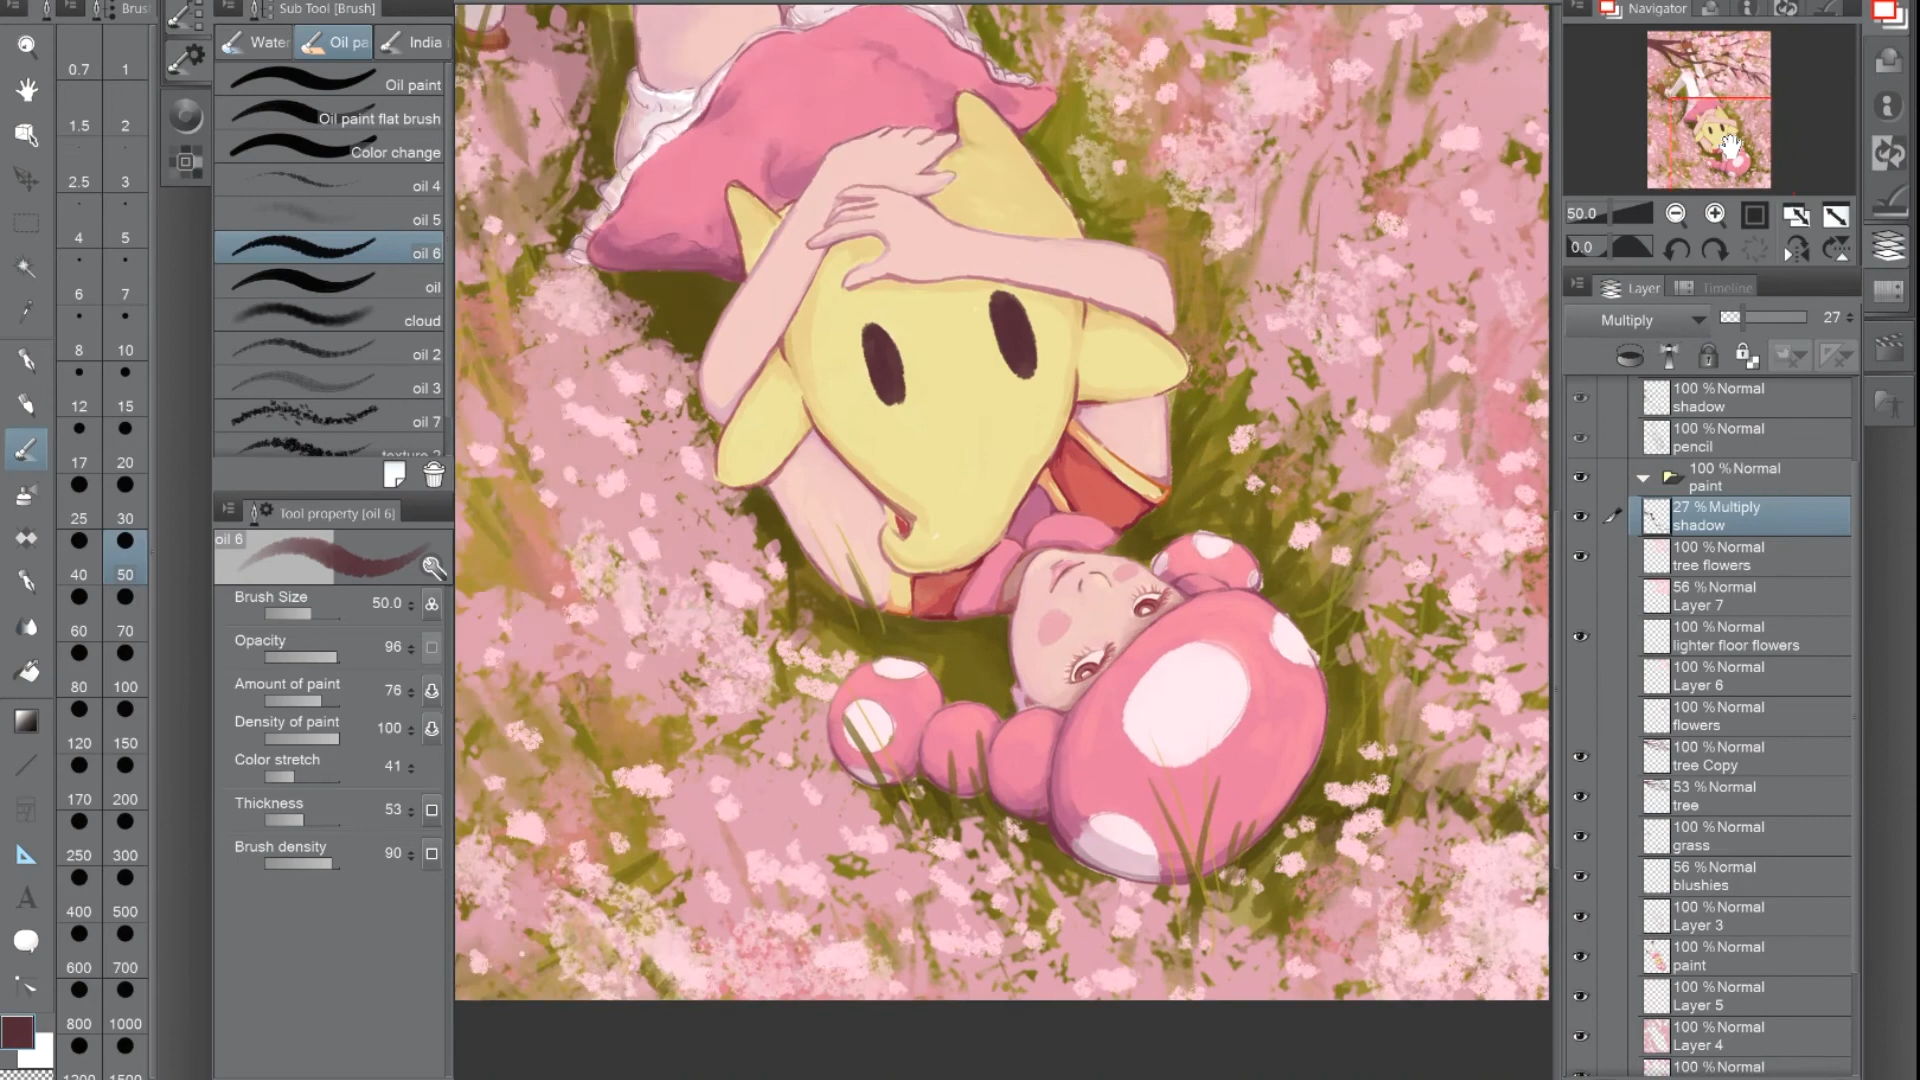 Brus
0.7 1
1.5 2
2.5 3
4 5
6 7
8 10
12 15
17 20
25 30
40 50
60 70
80 100
120 150
170 200
250 300
400 500
600 700
800 1000
Sub Tool [Brush]
Water
Oil pa
India
Oil paint
Oil paint flat brush
Color change
oil 4
oil 5
oil 6
oil
cloud
oil 2
oil 3
oil 7
Tool property [oil 6]
oil 6
Brush Size 50.0
Opacity 96
Amount of paint 76
Density of paint 100
Color stretch 41
Thickness 53
Brush density 90
Navigator
50.0
0.0
Layer
Timeline
Multiply 27
100 %Normal
shadow
100 %Normal
pencil
100 %Normal
paint
27 %Multiply
shadow
100 %Normal
tree flowers
56 %Normal
Layer 7
100 %Normal
lighter floor flowers
100 %Normal
Layer 6
100 %Normal
flowers
100 %Normal
tree Copy
53 %Normal
tree
100 %Normal
grass
56 %Normal
blushies
100 %Normal
Layer 3
100 %Normal
paint
100 %Normal
Layer 5
100 %Normal
Layer 4
100 %Normal